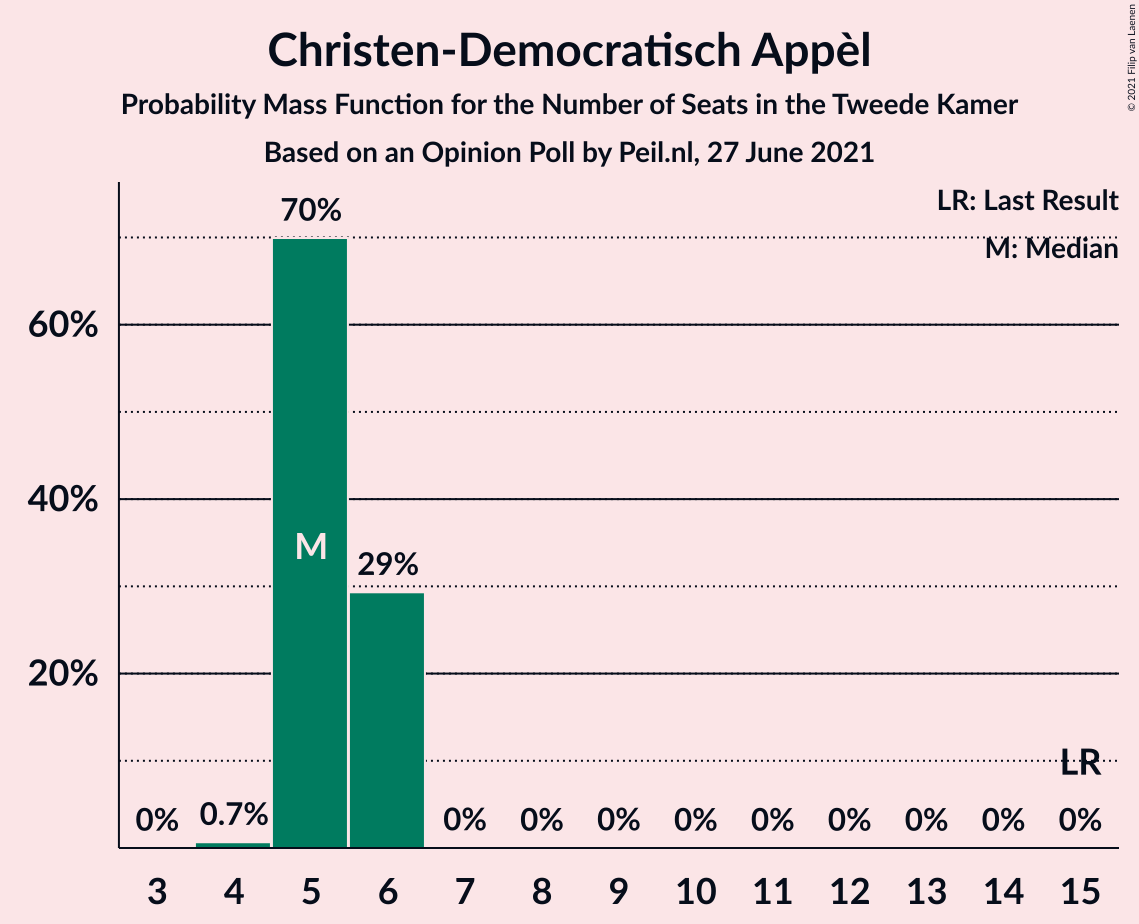 Christen-Democratisch Appèl
Probability Mass Function for the Number of Seats in the Tweede Kamer
Based on an Opinion Poll by Peil.nl, 27 June 2021
© 2021 Filip van Laenen
LR: Last Result
M: Median
70%
60%
40%
M
29%
20%
LR
0% 0.7% 0% 0% 0% 0% 0% 0% 0% 0% 0%
3 4 5 6 7 8 9 10 11 12 13 14 15